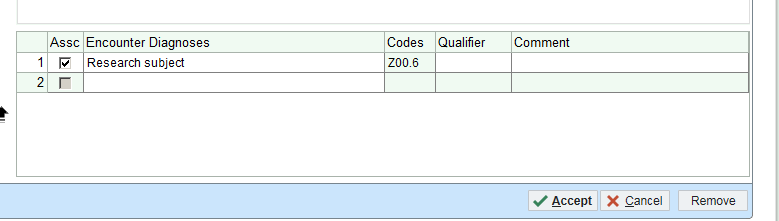 Assc Encounter Diagnoses Codes Qualifier Comment
1 Research subject Z00.6
2
Accept Cancel Remove